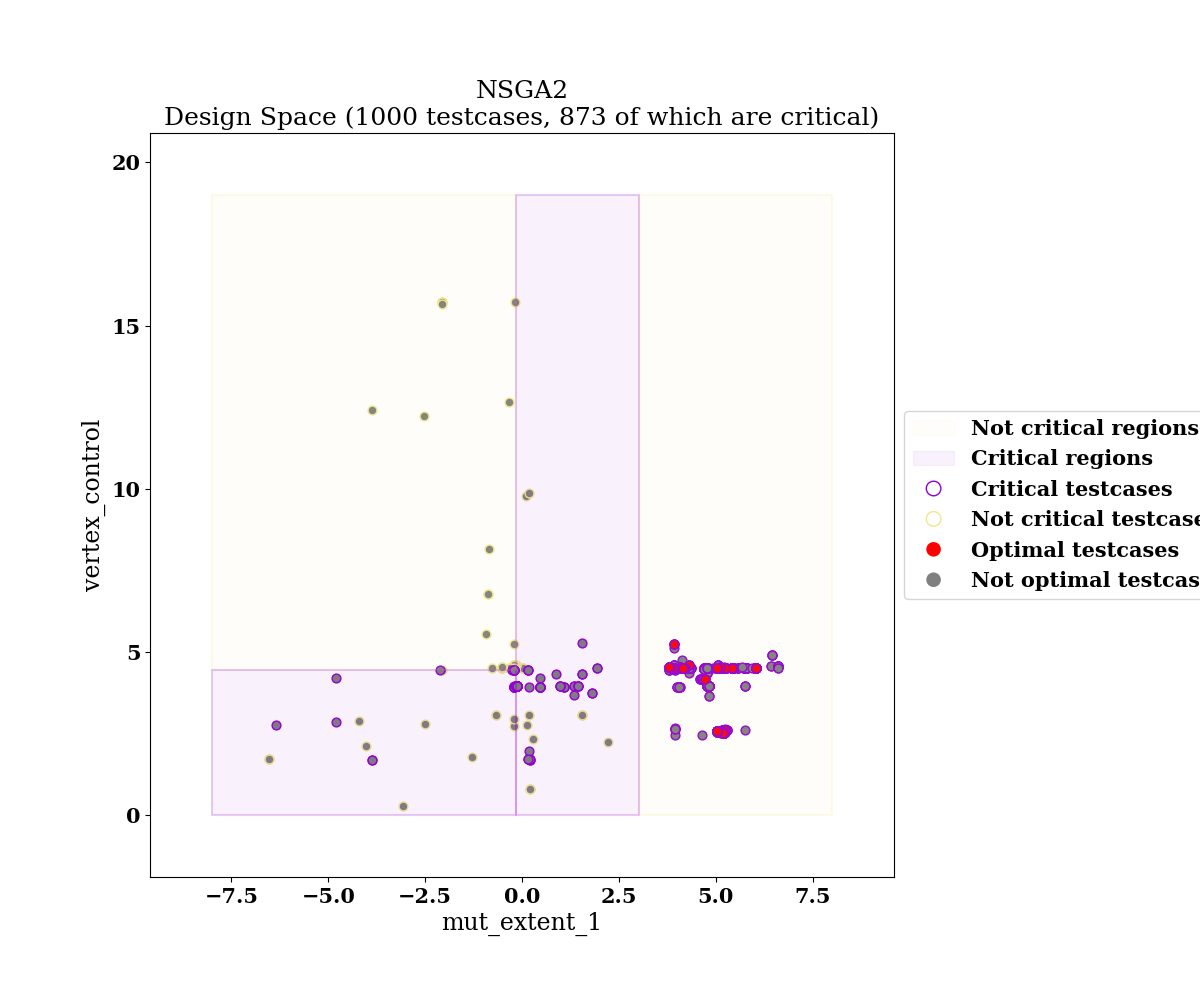 NSGA2
Design Space (1000 testcases, 873 of which are critical)
20
15
10
5
0
vertex_control
−7.5 −5.0 −2.5 0.0 2.5 5.0 7.5
mut_extent_1
Not critical regions
Critical regions
Critical testcases
Not critical testcase
Optimal testcases
Not optimal testcas